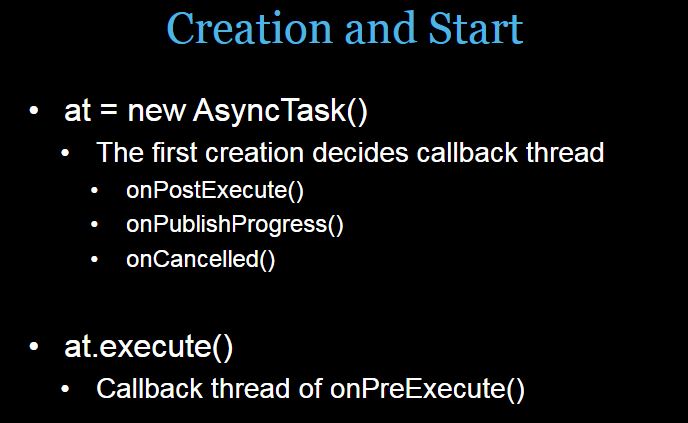 Creation and Start
• at = new AsyncTask()
• The first creation decides callback thread
• onPostExecute()
• onPublishProgress()
• onCancelled()
• at.execute()
• Callback thread of onPreExecute()